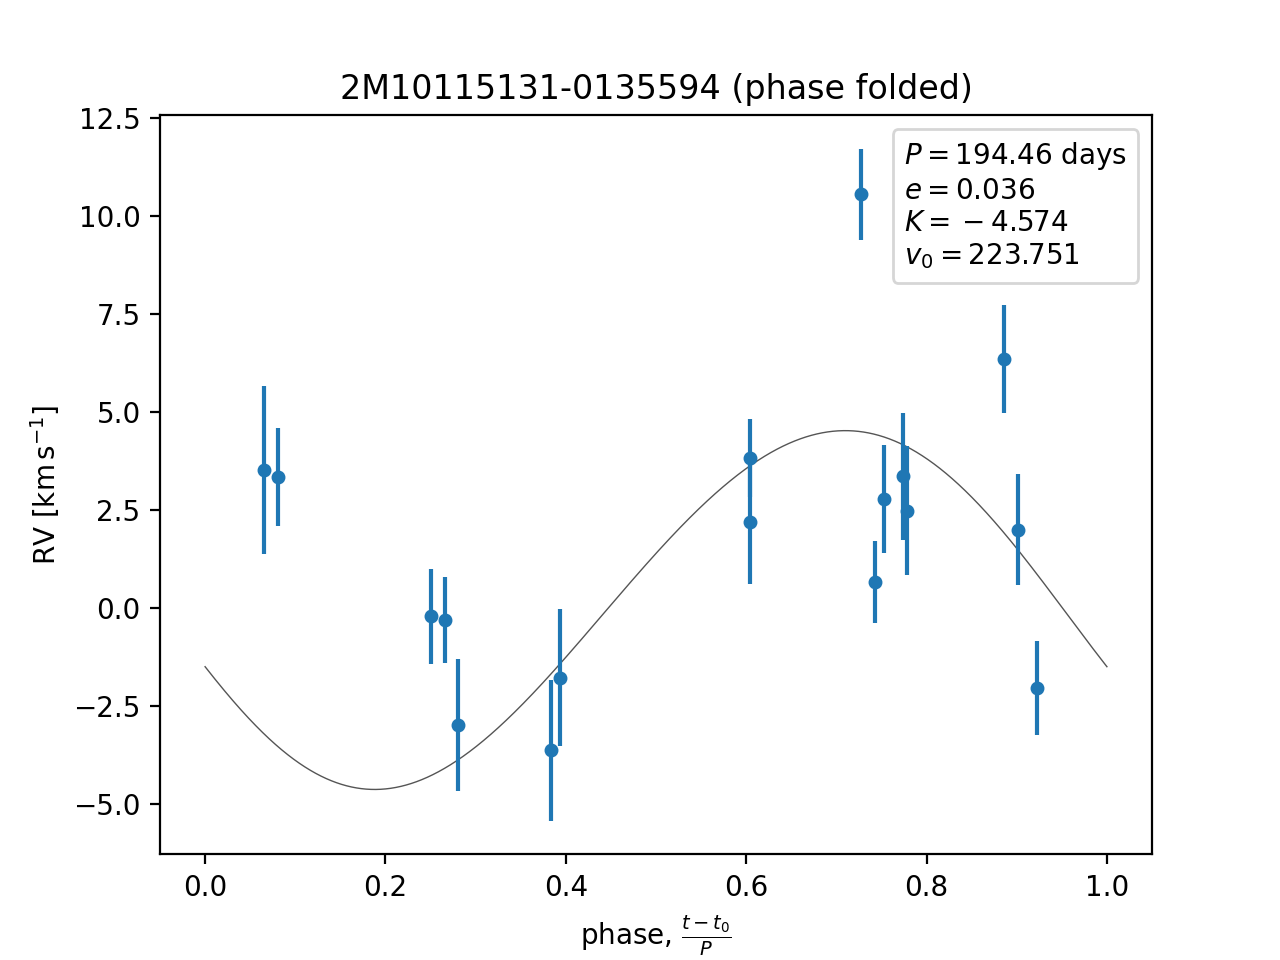 2M10115131-0135594 (phase folded)
P = 194.46 days
e = 0.036
K = − 4.574
v₀ = 223.751
12.5
10.0
7.5
5.0
2.5
0.0
−2.5
−5.0
RV [km s⁻¹]
0.0 0.2 0.4 0.6 0.8 1.0
phase, (t − t₀)/P